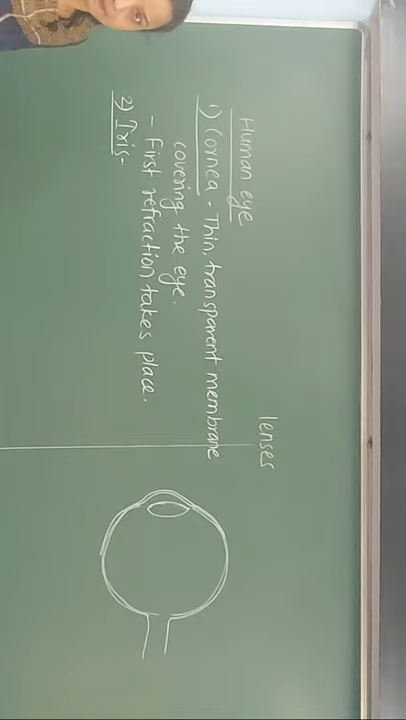 lenses
Human eye
1) Cornea - Thin, transparent membrane
covering the eye.
- First refraction takes place.
2) Iris-